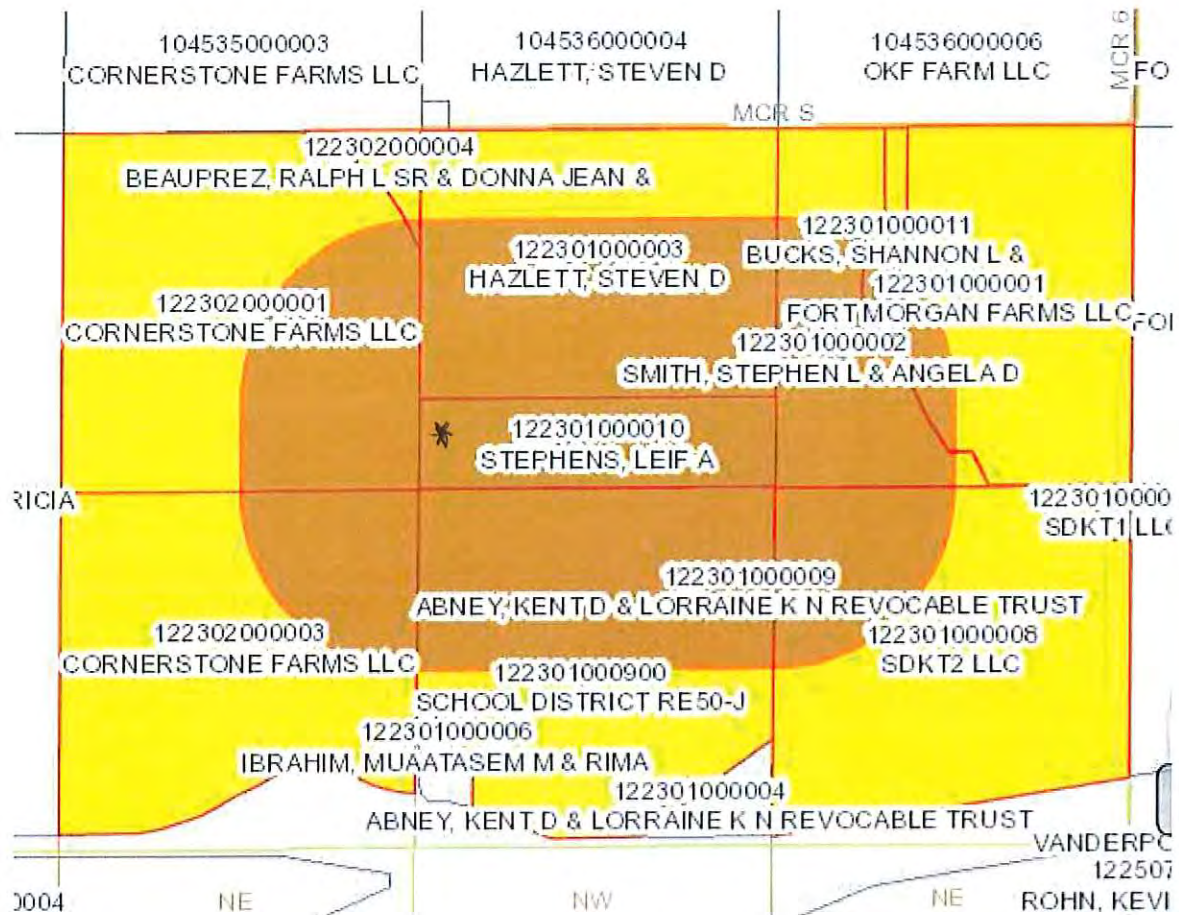 104535000003
CORNERSTONE FARMS LLC
104536000004
HAZLETT, STEVEN D
104536000006
OKF FARM LLC
MCR 6
FO
MCR S
122302000004
BEAUPREZ, RALPH L SR & DONNA JEAN &
122301000003
HAZLETT, STEVEN D
122301000011
BUCKS, SHANNON L &
122301000001
FORT MORGAN FARMS LLC
FOI
122302000001
CORNERSTONE FARMS LLC
122301000002
SMITH, STEPHEN L & ANGELA D
122301000010
STEPHENS, LEIF A
RICIA
1223010000
SDKT1 LLC
122301000009
ABNEY, KENT D & LORRAINE K N REVOCABLE TRUST
122302000003
CORNERSTONE FARMS LLC
122301000008
SDKT2 LLC
122301000900
SCHOOL DISTRICT RE50-J
122301000006
IBRAHIM, MUAATASEM M & RIMA
122301000004
ABNEY, KENT D & LORRAINE K N REVOCABLE TRUST
VANDERPO
122507
ROHN, KEVI
0004
NE
NW
NE